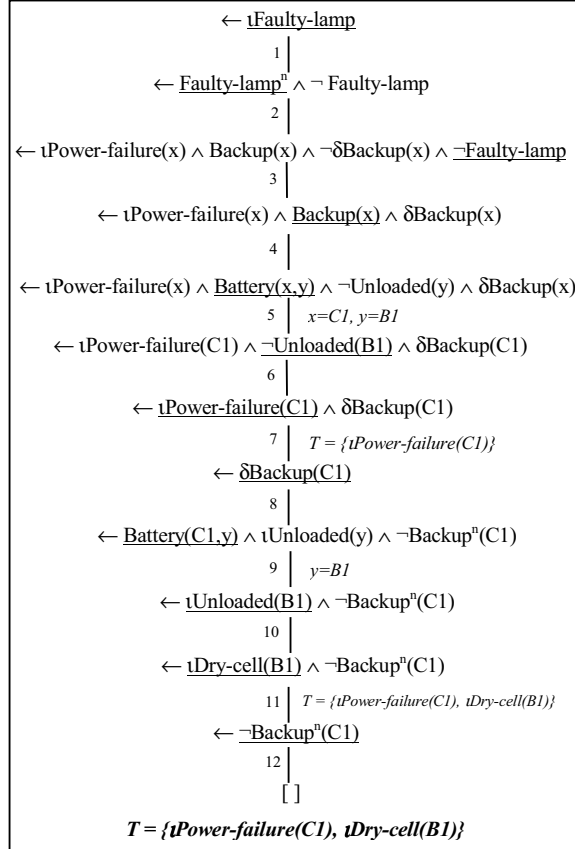 ← ιFaulty-lamp
1
← Faulty-lampⁿ ∧ ¬ Faulty-lamp
2
← ιPower-failure(x) ∧ Backup(x) ∧ ¬δBackup(x) ∧ ¬Faulty-lamp
3
← ιPower-failure(x) ∧ Backup(x) ∧ δBackup(x)
4
← ιPower-failure(x) ∧ Battery(x,y) ∧ ¬Unloaded(y) ∧ δBackup(x)
5 x=C1, y=B1
← ιPower-failure(C1) ∧ ¬Unloaded(B1) ∧ δBackup(C1)
6
← ιPower-failure(C1) ∧ δBackup(C1)
7 T = {ιPower-failure(C1)}
← δBackup(C1)
8
← Battery(C1,y) ∧ ιUnloaded(y) ∧ ¬Backupⁿ(C1)
9 y=B1
← ιUnloaded(B1) ∧ ¬Backupⁿ(C1)
10
← ιDry-cell(B1) ∧ ¬Backupⁿ(C1)
11 T = {ιPower-failure(C1), ιDry-cell(B1)}
← ¬Backupⁿ(C1)
12
[ ]
T = {ιPower-failure(C1), ιDry-cell(B1)}